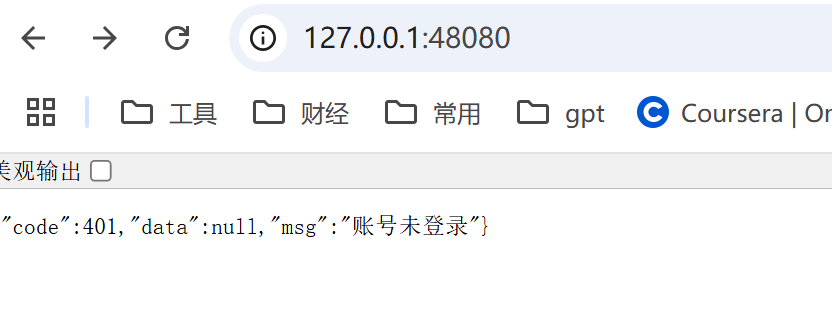 127.0.0.1:48080
工具 财经 常用 gpt Coursera | Or
美观输出
"code":401,"data":null,"msg":"账号未登录"}